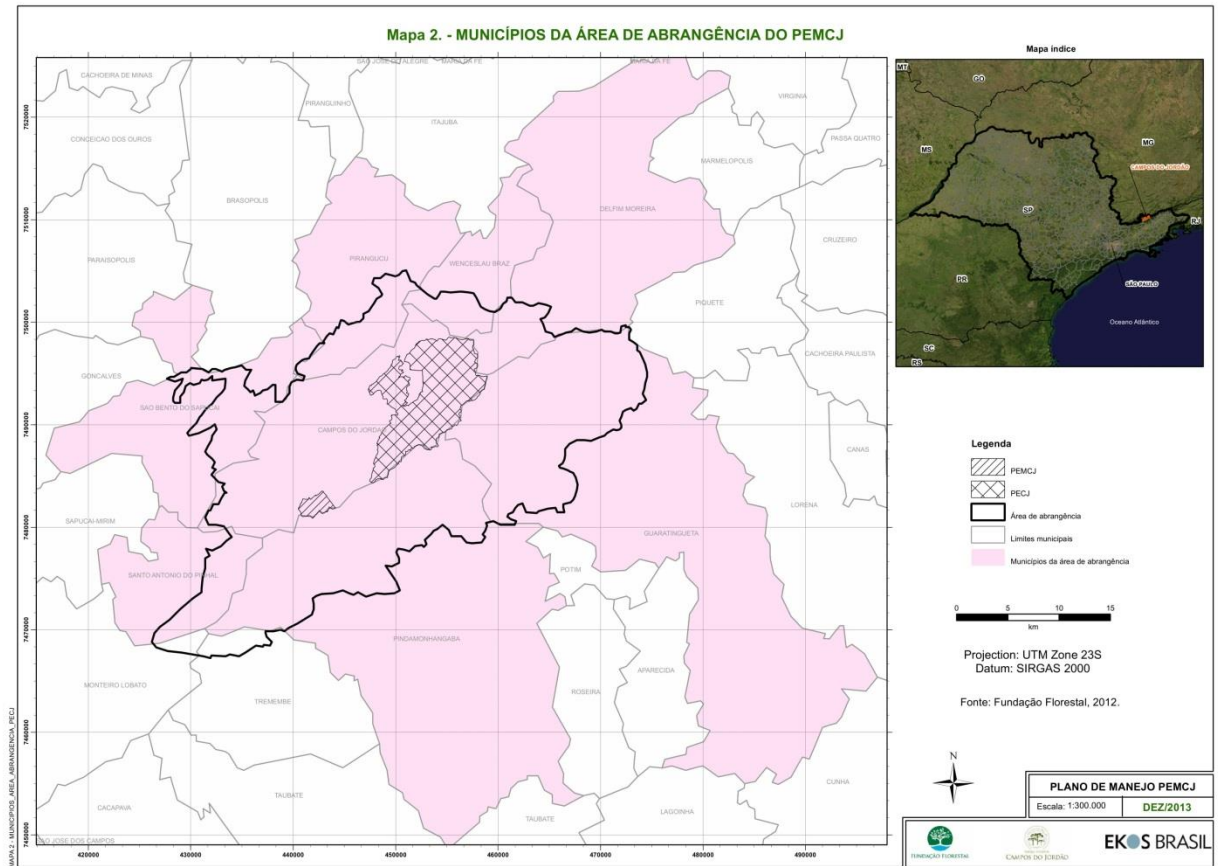 Mapa 2. - MUNICÍPIOS DA ÁREA DE ABRANGÊNCIA DO PEMCJ
CACHOEIRA DE MINAS
SAO JOSE DO ALEGRE
MARIA DA FE
MARIA DA FE
PIRANGUINHO
VIRGINIA
ITAJUBA
CONCEICAO DOS OUROS
PASSA QUATRO
MARMELOPOLIS
BRASOPOLIS
DELFIM MOREIRA
CRUZEIRO
PARAISOPOLIS
PIRANGUCU
WENCESLAU BRAZ
PIQUETE
CACHOEIRA PAULISTA
GONCALVES
SAO BENTO DO SAPUCAI
CAMPOS DO JORDAO
CANAS
LORENA
SAPUCAI-MIRIM
GUARATINGUETA
SANTO ANTONIO DO PINHAL
POTIM
PINDAMONHANGABA
APARECIDA
MONTEIRO LOBATO
ROSEIRA
TREMEMBE
CUNHA
TAUBATE
CACAPAVA
LAGOINHA
TAUBATE
SAO JOSE DOS CAMPOS
7520000
7510000
7500000
7490000
7480000
7470000
7460000
7450000
420000
430000
440000
450000
460000
470000
480000
490000
MAPA 2 - MUNICIPIOS_AREA_ABRANGENCIA_PECJ
Mapa índice
MT
GO
MS
MG
CAMPOS DO JORDÃO
SP
RJ
PR
SÃO PAULO
Oceano Atlântico
SC
RS
Legenda
PEMCJ
PECJ
Área de abrangência
Limites municipais
Municípios da área de abrangência
0 5 10 15
km
Projection: UTM Zone 23S
Datum: SIRGAS 2000
Fonte: Fundação Florestal, 2012.
N
PLANO DE MANEJO PEMCJ
Escala: 1:300.000
DEZ/2013
FUNDAÇÃO FLORESTAL
CAMPOS DO JORDÃO
EKOS BRASIL